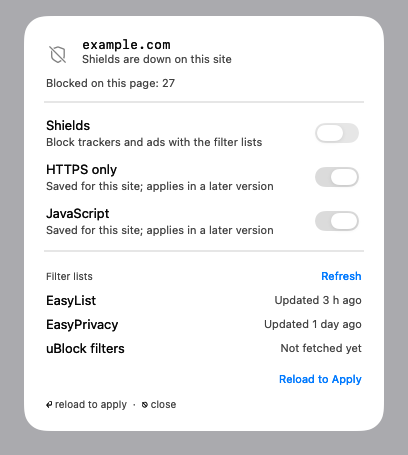 example.com
Shields are down on this site
Blocked on this page: 27
Shields
Block trackers and ads with the filter lists
HTTPS only
Saved for this site; applies in a later version
JavaScript
Saved for this site; applies in a later version
Filter lists Refresh
EasyList Updated 3 h ago
EasyPrivacy Updated 1 day ago
uBlock filters Not fetched yet
Reload to Apply
↵ reload to apply · ⎋ close